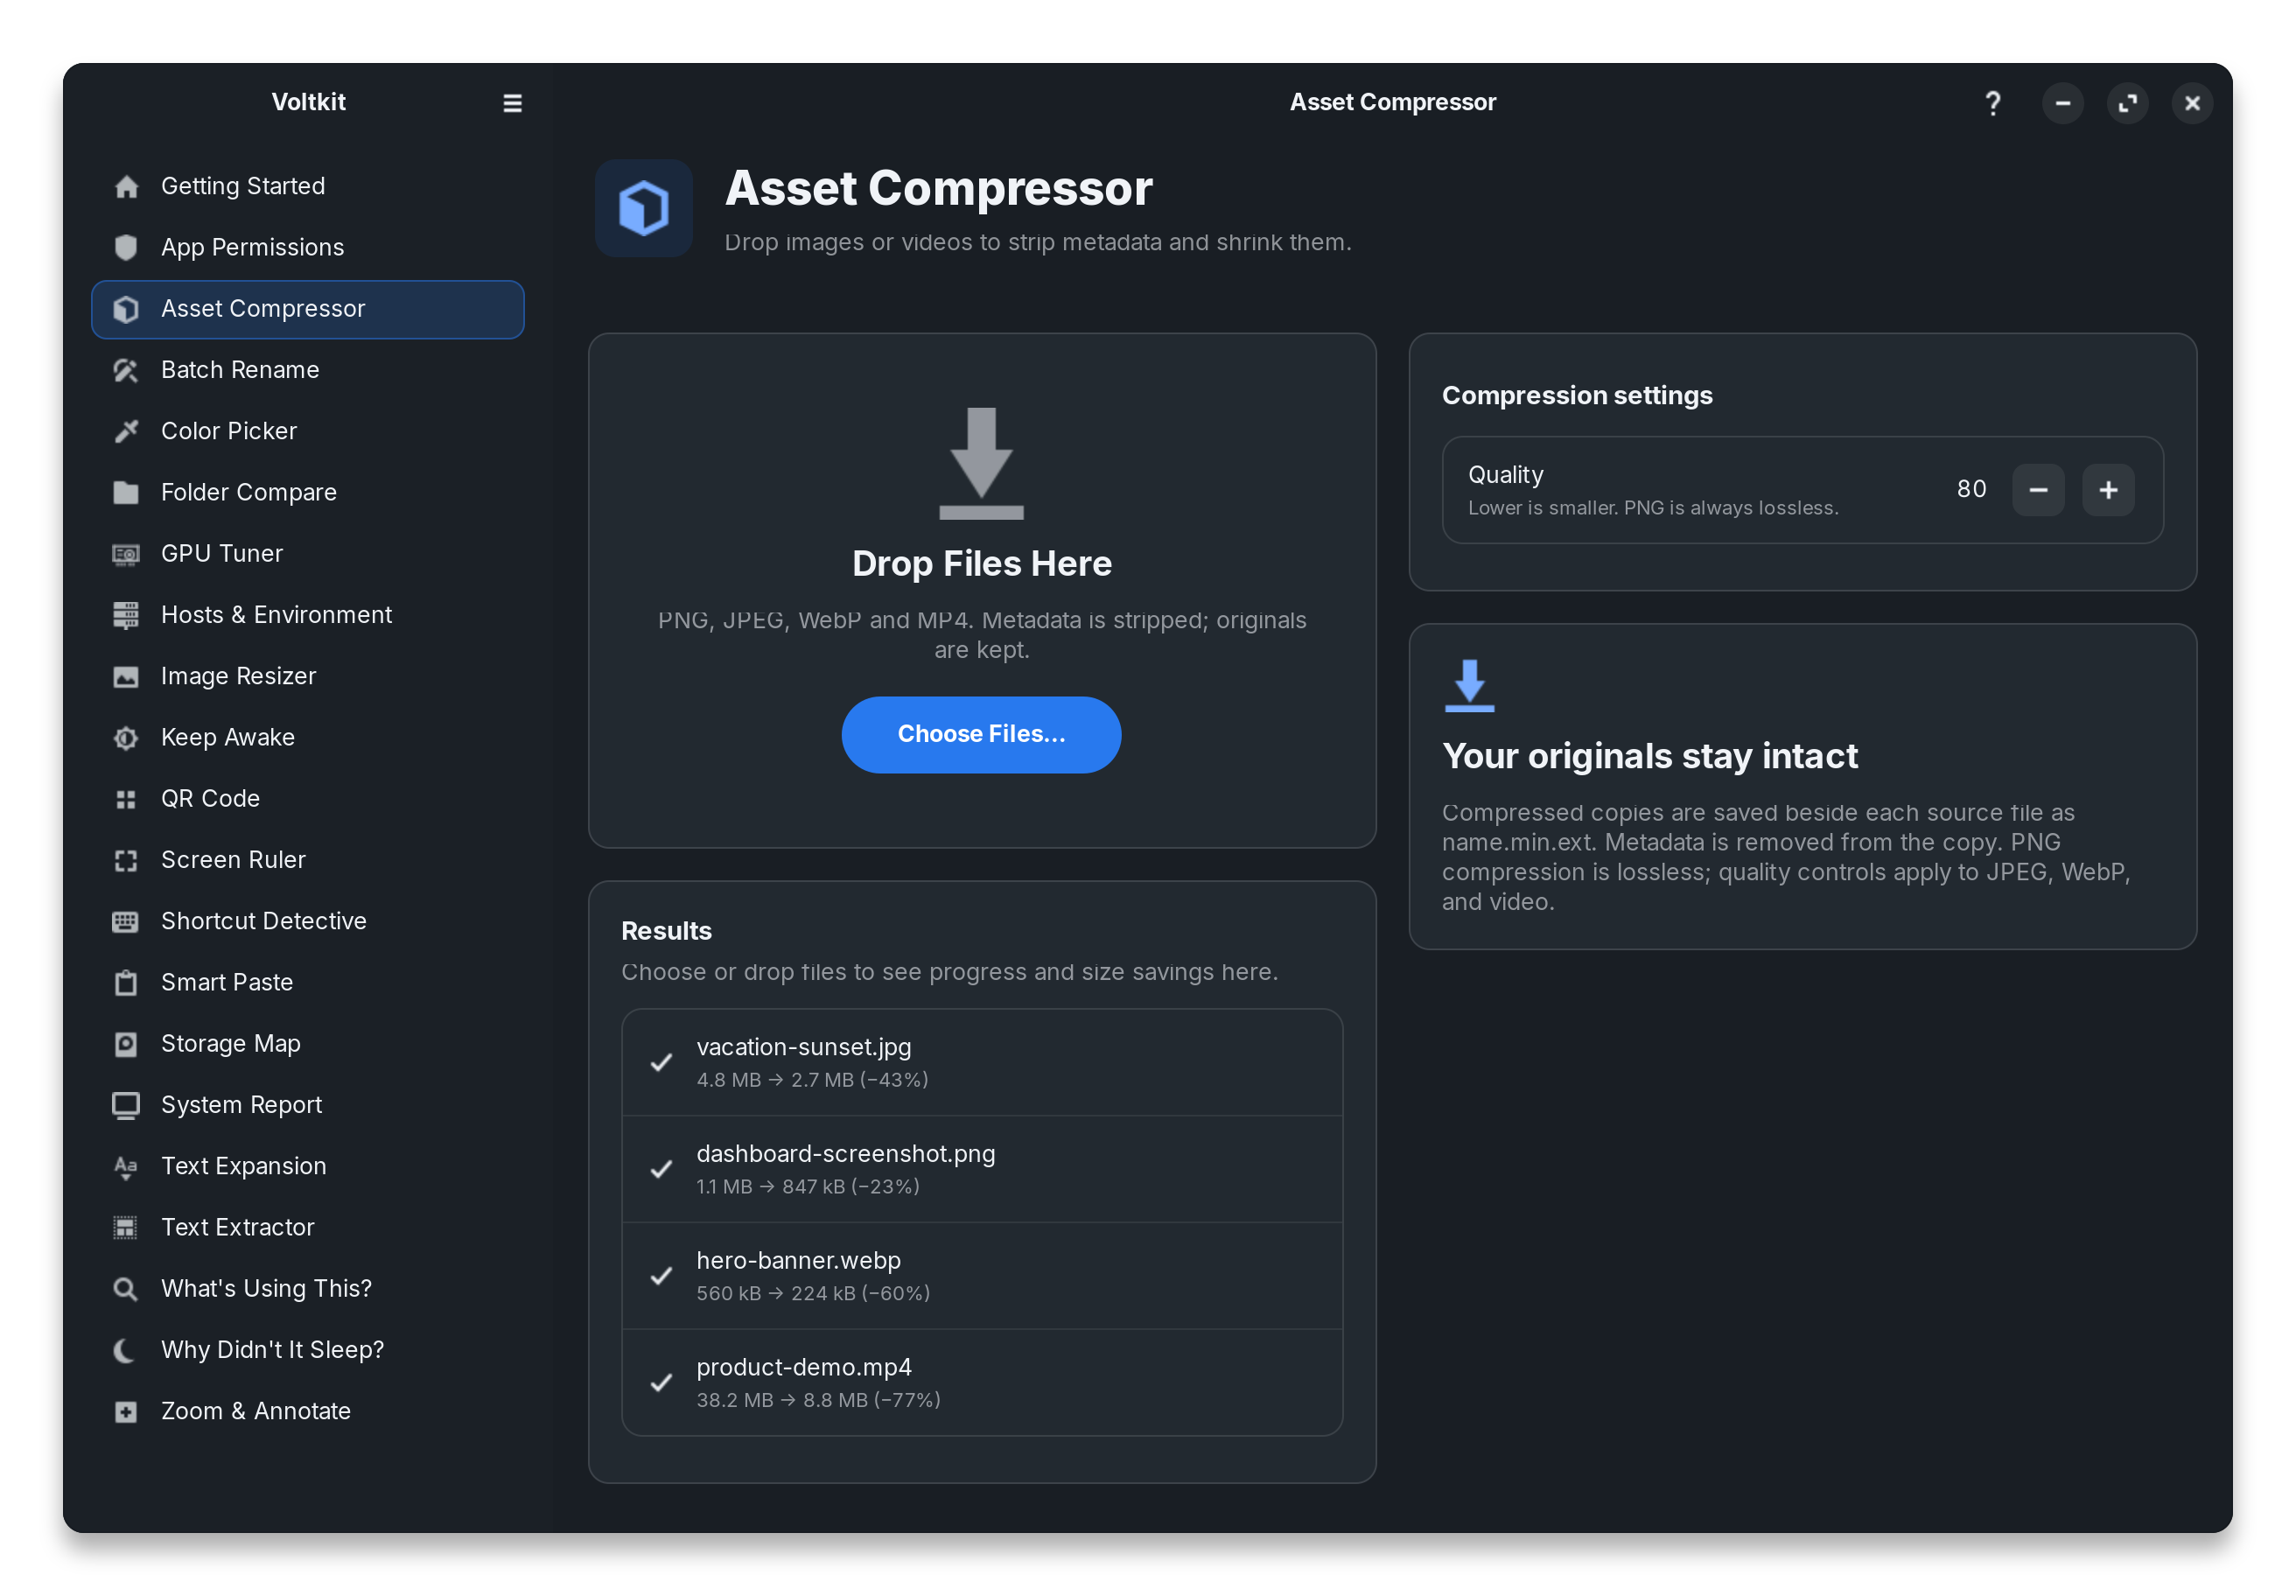 Voltkit
Asset Compressor
?
Getting Started
App Permissions
Asset Compressor
Batch Rename
Color Picker
Folder Compare
GPU Tuner
Hosts & Environment
Image Resizer
Keep Awake
QR Code
Screen Ruler
Shortcut Detective
Smart Paste
Storage Map
System Report
Text Expansion
Text Extractor
What's Using This?
Why Didn't It Sleep?
Zoom & Annotate
Asset Compressor
Drop images or videos to strip metadata and shrink them.
Drop Files Here
PNG, JPEG, WebP and MP4. Metadata is stripped; originals
are kept.
Choose Files...
Results
Choose or drop files to see progress and size savings here.
vacation-sunset.jpg
4.8 MB → 2.7 MB (−43%)
dashboard-screenshot.png
1.1 MB → 847 kB (−23%)
hero-banner.webp
560 kB → 224 kB (−60%)
product-demo.mp4
38.2 MB → 8.8 MB (−77%)
Compression settings
Quality
Lower is smaller. PNG is always lossless.
80
Your originals stay intact
Compressed copies are saved beside each source file as
name.min.ext. Metadata is removed from the copy. PNG
compression is lossless; quality controls apply to JPEG, WebP,
and video.